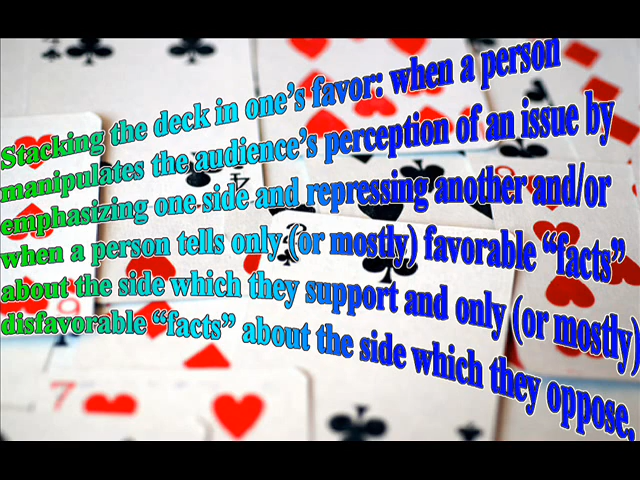 Stacking the deck in one's favor: when a person
manipulates the audience's perception of an issue by
emphasizing one side and repressing another and/or
when a person tells only (or mostly) favorable “facts”
about the side which they support and only (or mostly)
disfavorable “facts” about the side which they oppose.
7